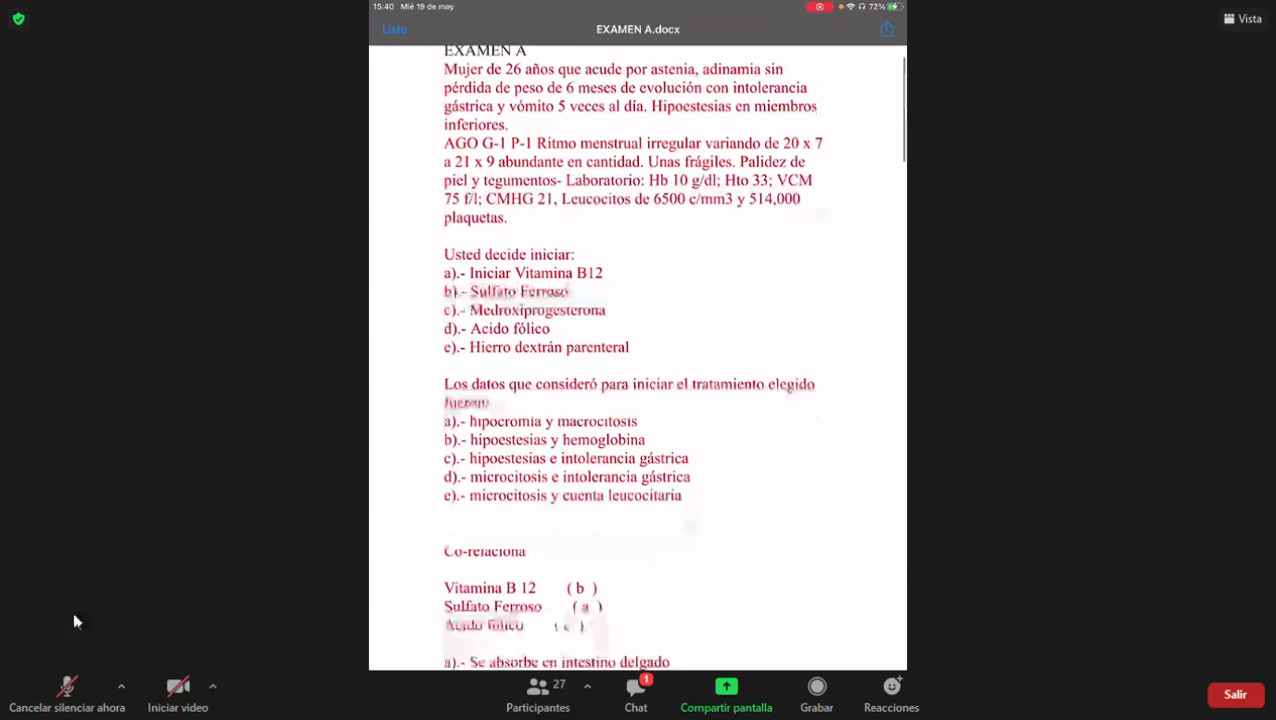 15:40 Mié 19 de may
72%
Vista
Listo
EXAMEN A.docx
EXAMEN A
Mujer de 26 años que acude por astenia, adinamia sin
pérdida de peso de 6 meses de evolución con intolerancia
gástrica y vómito 5 veces al día. Hipoestesias en miembros
inferiores.
AGO G-1 P-1 Ritmo menstrual irregular variando de 20 x 7
a 21 x 9 abundante en cantidad. Unas frágiles. Palidez de
piel y tegumentos- Laboratorio: Hb 10 g/dl; Hto 33; VCM
75 f/l; CMHG 21, Leucocitos de 6500 c/mm3 y 514,000
plaquetas.
Usted decide iniciar:
a).- Iniciar Vitamina B12
b).- Sulfato Ferroso
c).- Medroxiprogesterona
d).- Acido fólico
e).- Hierro dextrán parenteral
Los datos que consideró para iniciar el tratamiento elegido
fueron:
a).- hipocromia y macrocitosis
b).- hipoestesias y hemoglobina
c).- hipoestesias e intolerancia gástrica
d).- microcitosis e intolerancia gástrica
e).- microcitosis y cuenta leucocitaria
Co-relaciona
Vitamina B 12 ( b )
Sulfato Ferroso ( a )
Acido fólico ( c )
a).- Se absorbe en intestino delgado
Cancelar silenciar ahora
Iniciar video
27
Participantes
1
Chat
Compartir pantalla
Grabar
Reacciones
Salir